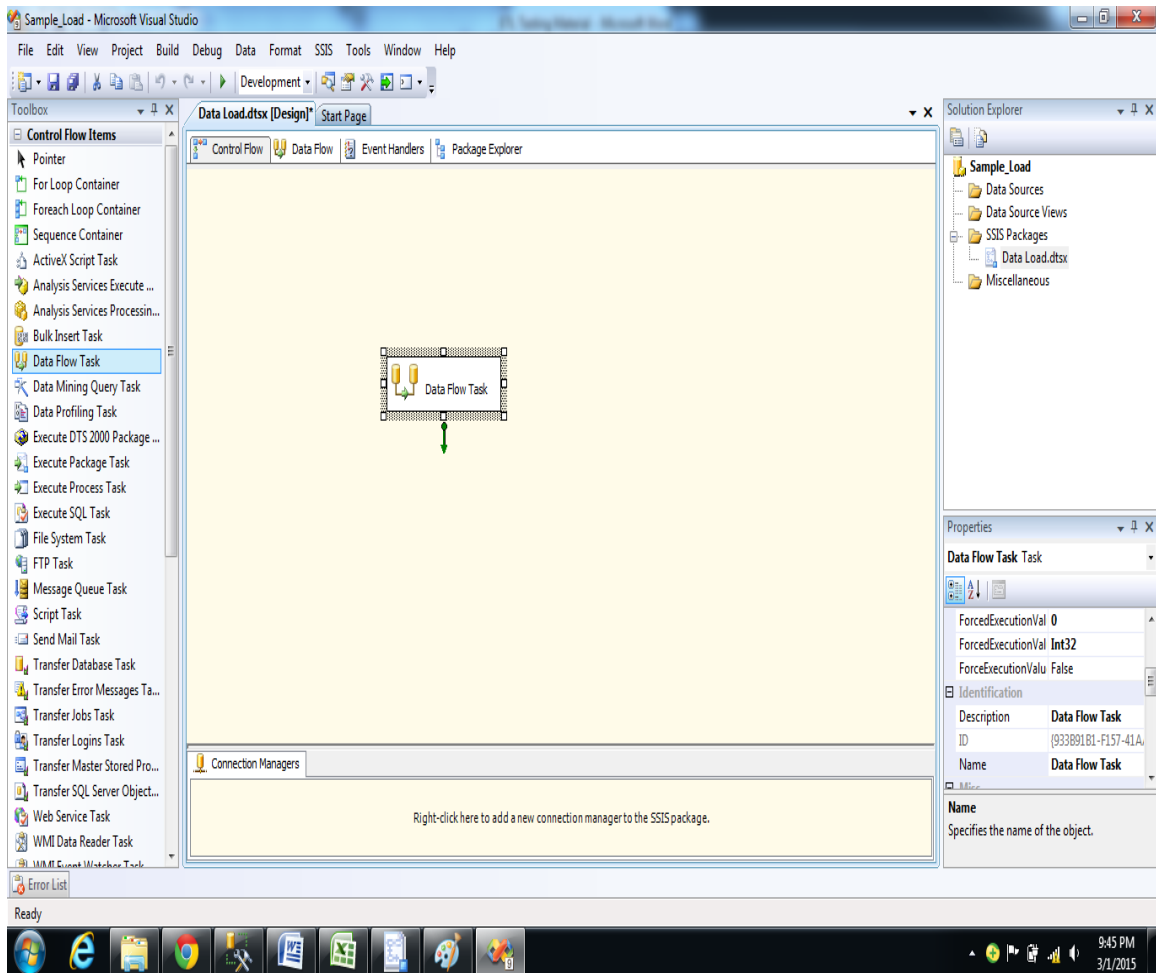 Sample_Load - Microsoft Visual Studio
File Edit View Project Build Debug Data Format SSIS Tools Window Help
Development
Toolbox
Control Flow Items
Pointer
For Loop Container
Foreach Loop Container
Sequence Container
ActiveX Script Task
Analysis Services Execute ...
Analysis Services Processin...
Bulk Insert Task
Data Flow Task
Data Mining Query Task
Data Profiling Task
Execute DTS 2000 Package ...
Execute Package Task
Execute Process Task
Execute SQL Task
File System Task
FTP Task
Message Queue Task
Script Task
Send Mail Task
Transfer Database Task
Transfer Error Messages Ta...
Transfer Jobs Task
Transfer Logins Task
Transfer Master Stored Pro...
Transfer SQL Server Object...
Web Service Task
WMI Data Reader Task
WMI Event Watcher Task
Data Load.dtsx [Design]* Start Page
Control Flow Data Flow Event Handlers Package Explorer
Data Flow Task
Connection Managers
Right-click here to add a new connection manager to the SSIS package.
Solution Explorer
Sample_Load
Data Sources
Data Source Views
SSIS Packages
Data Load.dtsx
Miscellaneous
Properties
Data Flow Task Task
ForcedExecutionVal 0
ForcedExecutionVal Int32
ForceExecutionValu False
Identification
Description Data Flow Task
ID {933B91B1-F157-41A
Name Data Flow Task
Misc
Name
Specifies the name of the object.
Error List
Ready
9:45 PM
3/1/2015